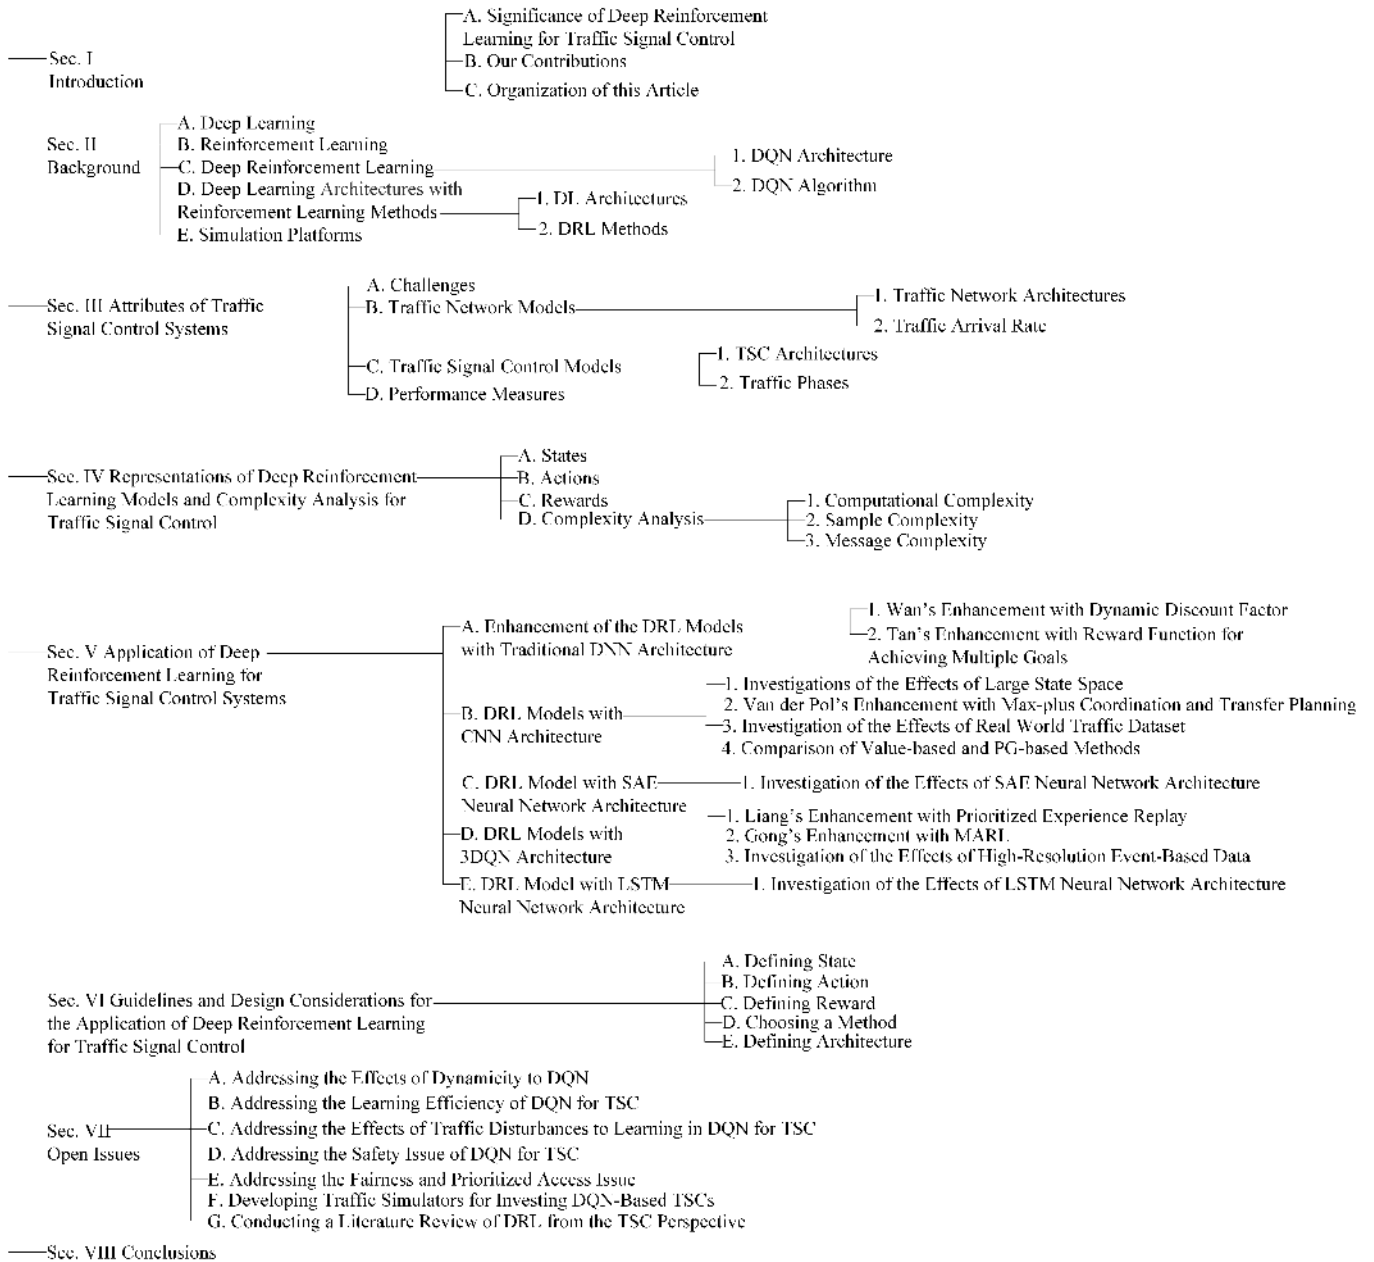 A. Significance of Deep Reinforcement
Learning for Traffic Signal Control
Sec. I
Introduction
B. Our Contributions
C. Organization of this Article
Sec. II
Background
A. Deep Learning
B. Reinforcement Learning
C. Deep Reinforcement Learning
1. DQN Architecture
2. DQN Algorithm
D. Deep Learning Architectures with
Reinforcement Learning Methods
1. DL Architectures
2. DRL Methods
E. Simulation Platforms
Sec. III Attributes of Traffic
Signal Control Systems
A. Challenges
B. Traffic Network Models
1. Traffic Network Architectures
2. Traffic Arrival Rate
C. Traffic Signal Control Models
1. TSC Architectures
2. Traffic Phases
D. Performance Measures
Sec. IV Representations of Deep Reinforcement
Learning Models and Complexity Analysis for
Traffic Signal Control
A. States
B. Actions
C. Rewards
D. Complexity Analysis
1. Computational Complexity
2. Sample Complexity
3. Message Complexity
Sec. V Application of Deep
Reinforcement Learning for
Traffic Signal Control Systems
A. Enhancement of the DRL Models
with Traditional DNN Architecture
1. Wan's Enhancement with Dynamic Discount Factor
2. Tan's Enhancement with Reward Function for
Achieving Multiple Goals
B. DRL Models with
CNN Architecture
1. Investigations of the Effects of Large State Space
2. Van der Pol's Enhancement with Max-plus Coordination and Transfer Planning
3. Investigation of the Effects of Real World Traffic Dataset
4. Comparison of Value-based and PG-based Methods
C. DRL Model with SAE
Neural Network Architecture
1. Investigation of the Effects of SAE Neural Network Architecture
D. DRL Models with
3DQN Architecture
1. Liang's Enhancement with Prioritized Experience Replay
2. Gong's Enhancement with MARL
3. Investigation of the Effects of High-Resolution Event-Based Data
E. DRL Model with LSTM
Neural Network Architecture
1. Investigation of the Effects of LSTM Neural Network Architecture
Sec. VI Guidelines and Design Considerations for
the Application of Deep Reinforcement Learning
for Traffic Signal Control
A. Defining State
B. Defining Action
C. Defining Reward
D. Choosing a Method
E. Defining Architecture
Sec. VII
Open Issues
A. Addressing the Effects of Dynamicity to DQN
B. Addressing the Learning Efficiency of DQN for TSC
C. Addressing the Effects of Traffic Disturbances to Learning in DQN for TSC
D. Addressing the Safety Issue of DQN for TSC
E. Addressing the Fairness and Prioritized Access Issue
F. Developing Traffic Simulators for Investing DQN-Based TSCs
G. Conducting a Literature Review of DRL from the TSC Perspective
Sec. VIII Conclusions